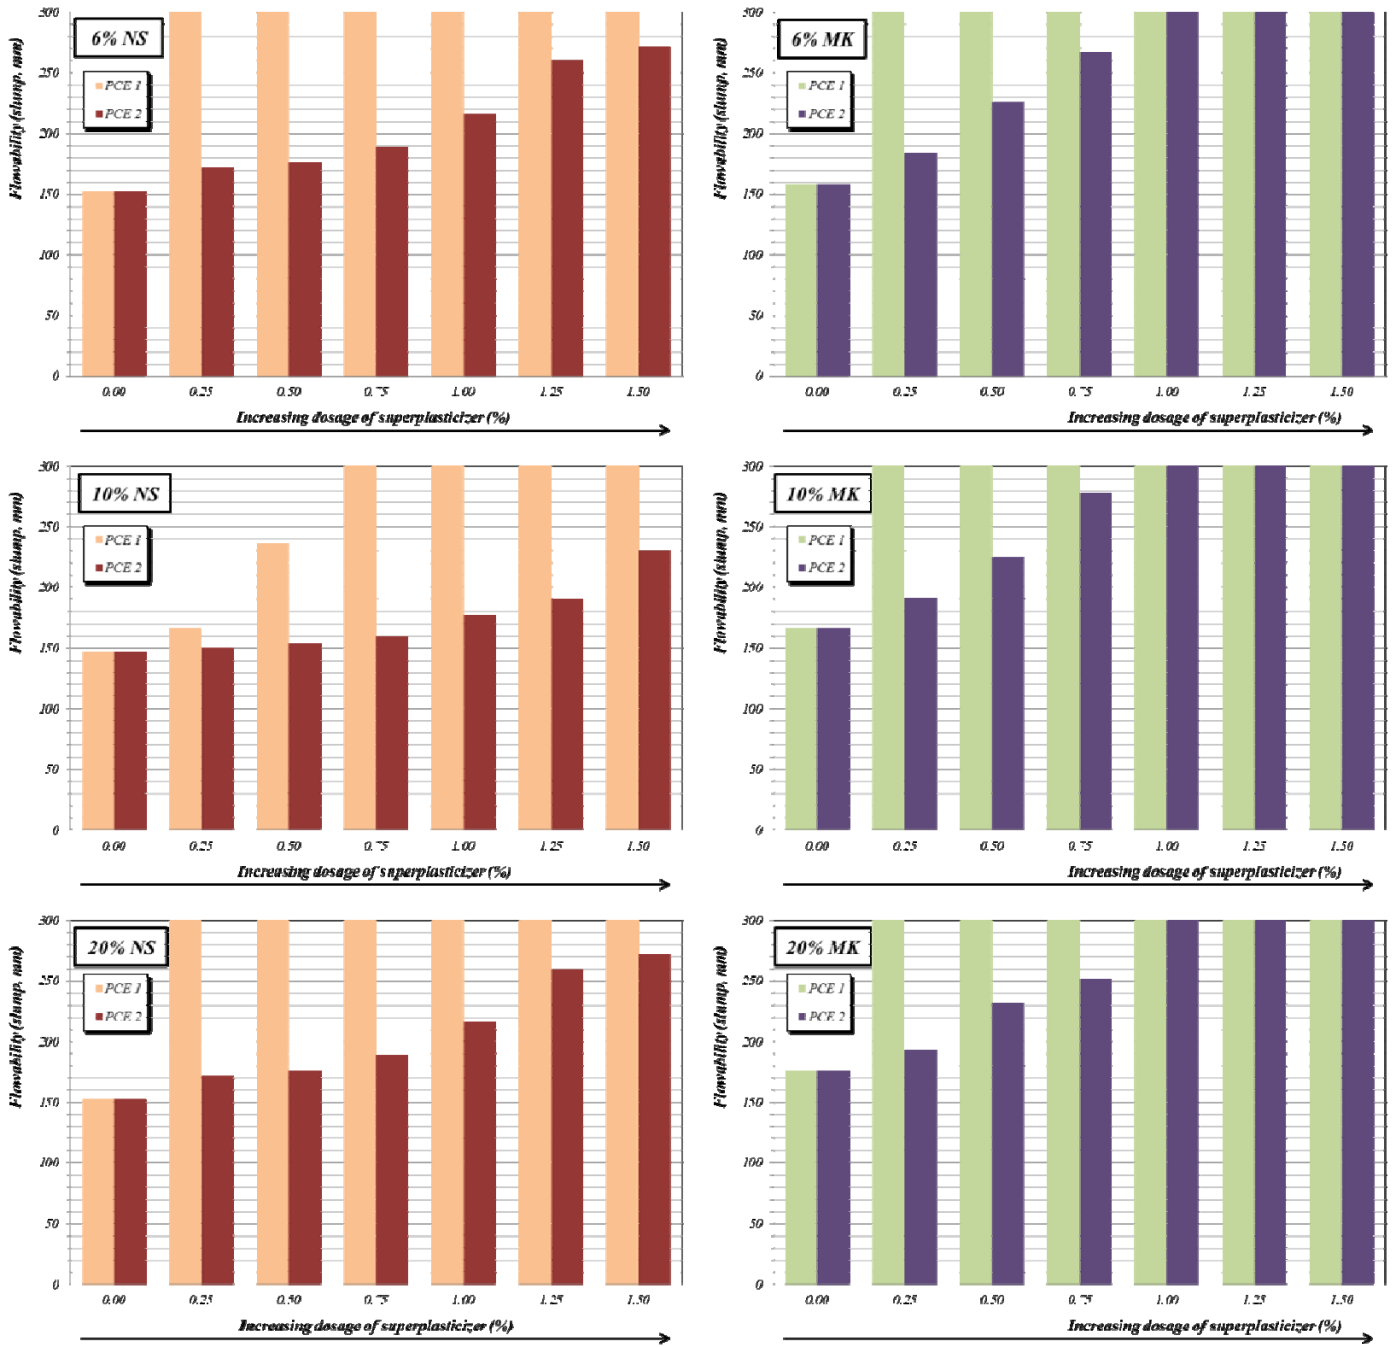 6% NS
PCE 1
PCE 2
Flowability (slump, mm)
300
250
200
150
100
50
0
0.00 0.25 0.50 0.75 1.00 1.25 1.50
Increasing dosage of superplasticizer (%)
6% MK
PCE 1
PCE 2
Flowability (slump, mm)
300
250
200
150
100
50
0
0.00 0.25 0.50 0.75 1.00 1.25 1.50
Increasing dosage of superplasticizer (%)
10% NS
PCE 1
PCE 2
Flowability (slump, mm)
300
250
200
150
100
50
0
0.00 0.25 0.50 0.75 1.00 1.25 1.50
Increasing dosage of superplasticizer (%)
10% MK
PCE 1
PCE 2
Flowability (slump, mm)
300
250
200
150
100
50
0
0.00 0.25 0.50 0.75 1.00 1.25 1.50
Increasing dosage of superplasticizer (%)
20% NS
PCE 1
PCE 2
Flowability (slump, mm)
300
250
200
150
100
50
0
0.00 0.25 0.50 0.75 1.00 1.25 1.50
Increasing dosage of superplasticizer (%)
20% MK
PCE 1
PCE 2
Flowability (slump, mm)
300
250
200
150
100
50
0
0.00 0.25 0.50 0.75 1.00 1.25 1.50
Increasing dosage of superplasticizer (%)